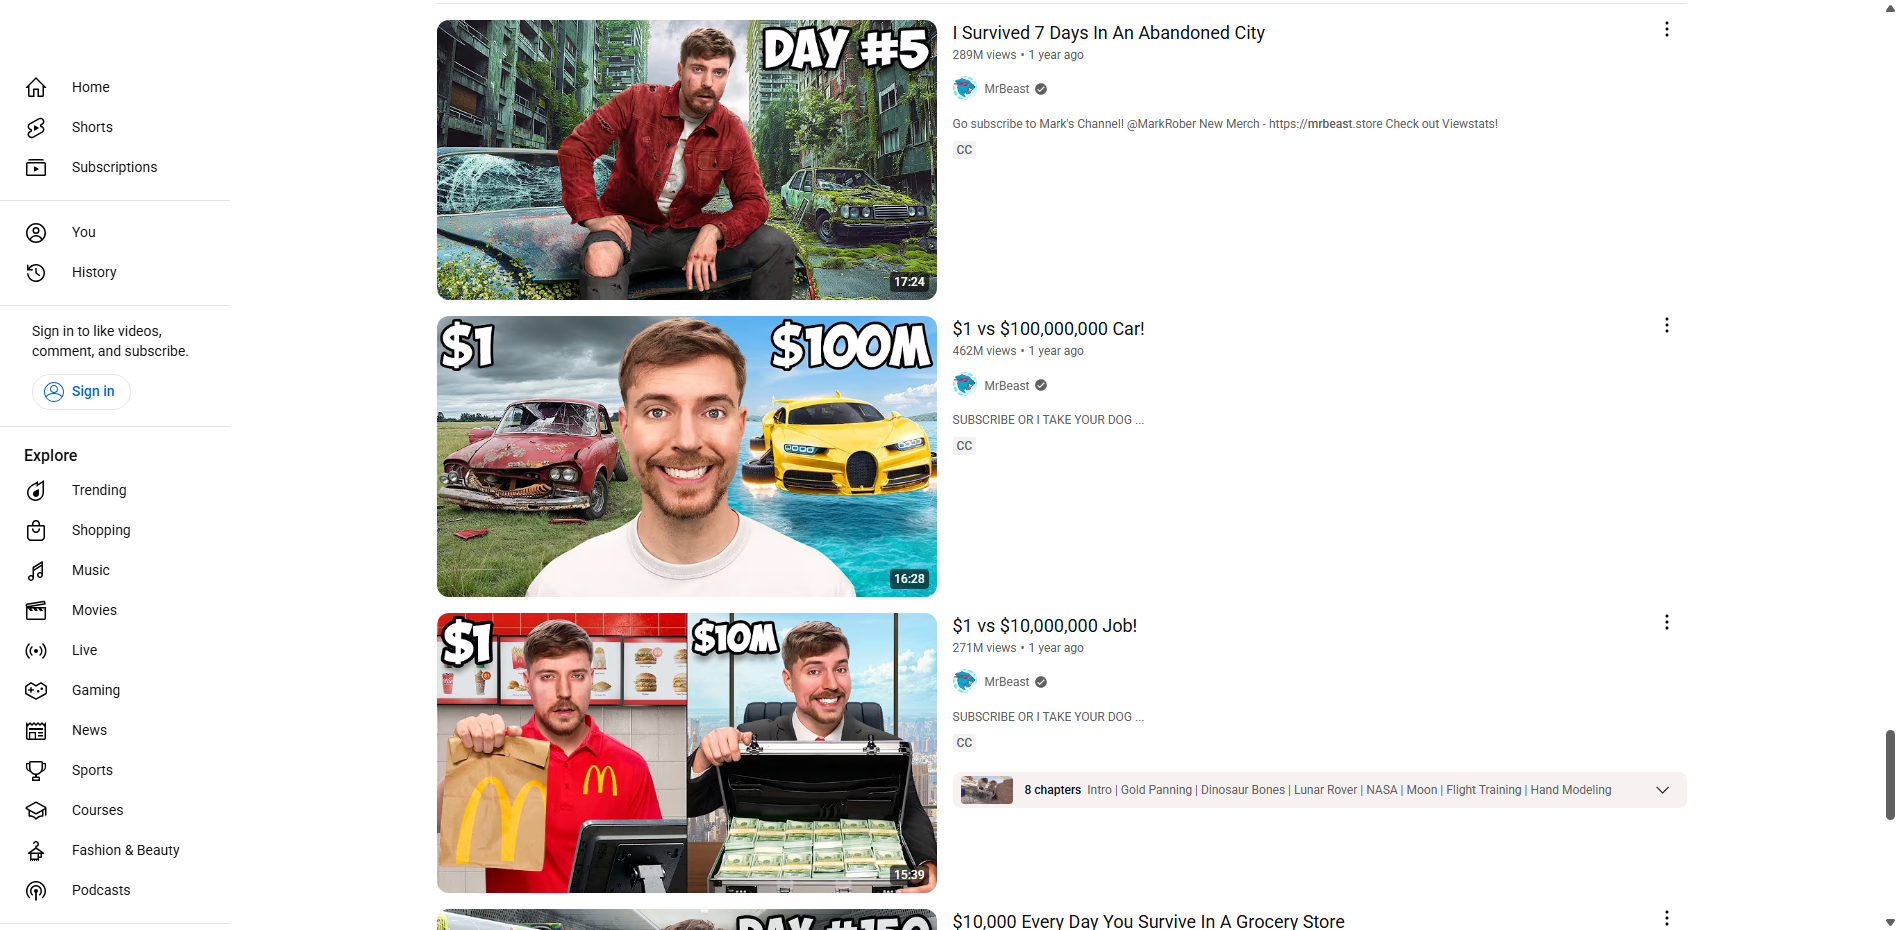 Home
Shorts
Subscriptions
You
History
Sign in to like videos,
comment, and subscribe.
Sign in
Explore
Trending
Shopping
Music
Movies
Live
Gaming
News
Sports
Courses
Fashion & Beauty
Podcasts
DAY #5
17:24
I Survived 7 Days In An Abandoned City
289M views • 1 year ago
MrBeast
Go subscribe to Mark's Channel! @MarkRober New Merch - https://mrbeast.store Check out Viewstats!
CC
$1
$100M
16:28
$1 vs $100,000,000 Car!
462M views • 1 year ago
MrBeast
SUBSCRIBE OR I TAKE YOUR DOG ...
CC
$1
$10M
15:39
$1 vs $10,000,000 Job!
271M views • 1 year ago
MrBeast
SUBSCRIBE OR I TAKE YOUR DOG ...
CC
8 chapters Intro | Gold Panning | Dinosaur Bones | Lunar Rover | NASA | Moon | Flight Training | Hand Modeling
DAY #150
$10,000 Every Day You Survive In A Grocery Store